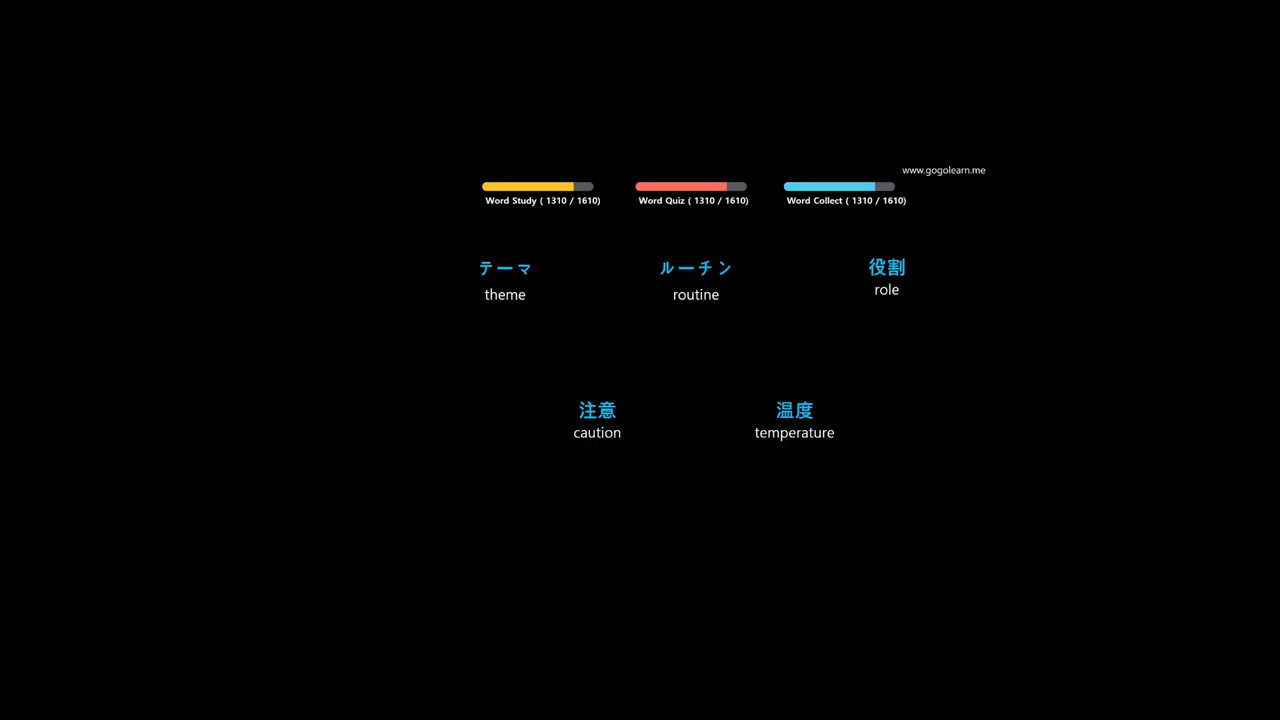 www.gogolearn.me
Word Study ( 1310 / 1610)
Word Quiz ( 1310 / 1610)
Word Collect ( 1310 / 1610)
テーマ
theme
ルーチン
routine
役割
role
注意
caution
温度
temperature